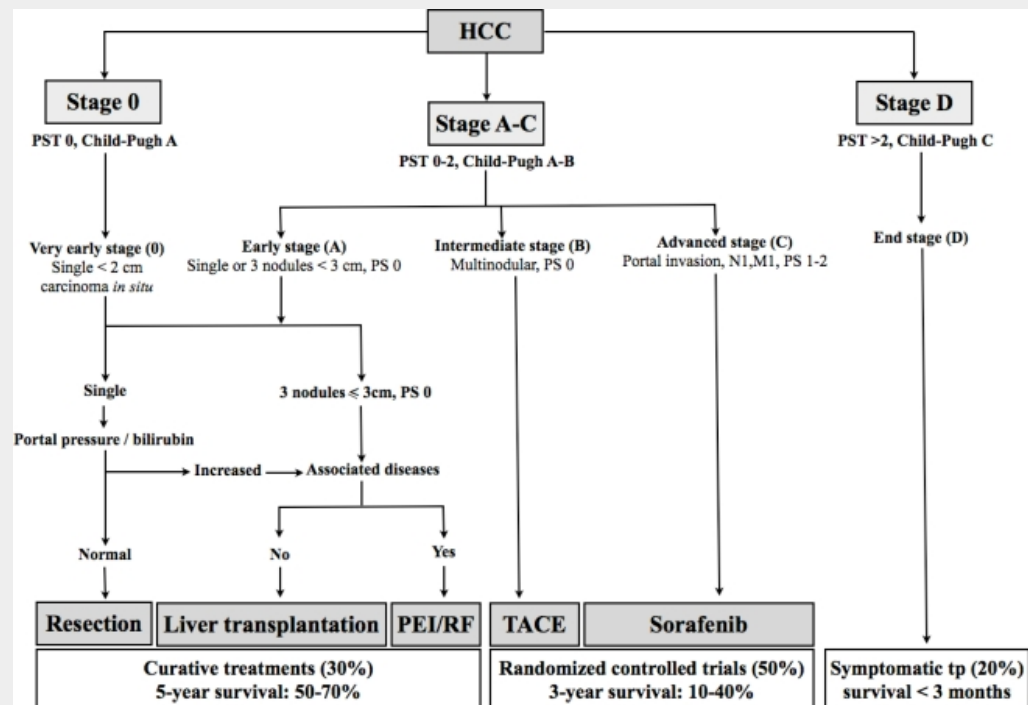 HCC
Stage 0
PST 0, Child-Pugh A
Stage A-C
PST 0-2, Child-Pugh A-B
Stage D
PST >2, Child-Pugh C
Very early stage (0)
Single < 2 cm
carcinoma in situ
Early stage (A)
Single or 3 nodules < 3 cm, PS 0
Intermediate stage (B)
Multinodular, PS 0
Advanced stage (C)
Portal invasion, N1,M1, PS 1-2
End stage (D)
Single
3 nodules ⩽ 3cm, PS 0
Portal pressure / bilirubin
Increased
Associated diseases
Normal
No
Yes
Resection
Liver transplantation
PEI/RF
TACE
Sorafenib
Curative treatments (30%)
5-year survival: 50-70%
Randomized controlled trials (50%)
3-year survival: 10-40%
Symptomatic tp (20%)
survival < 3 months